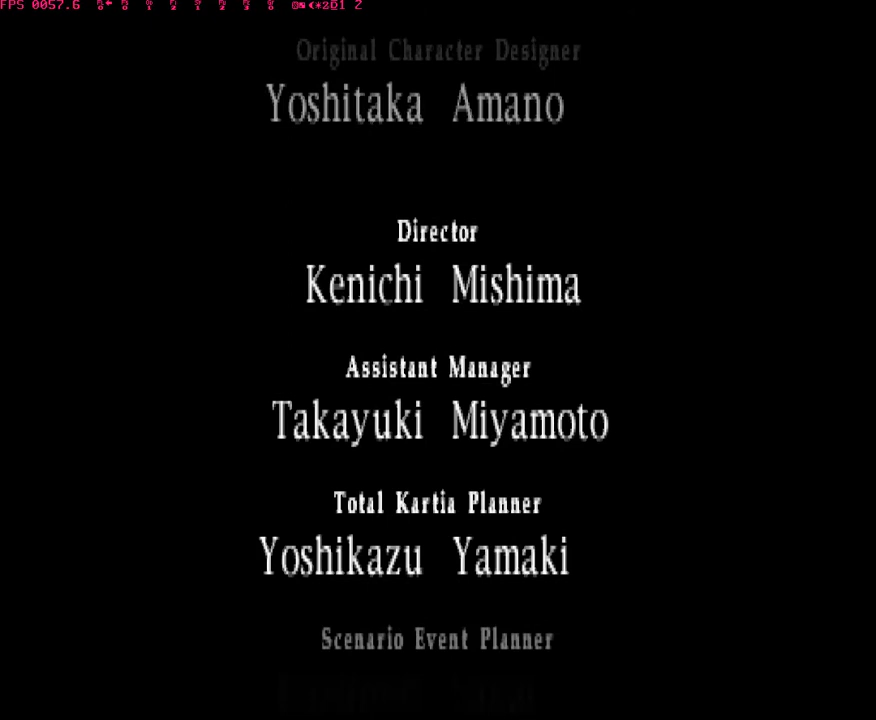 FPS 0057.6
Original Character Designer
Yoshitaka Amano
Director
Kenichi Mishima
Assistant Manager
Takayuki Miyamoto
Total Kartia Planner
Yoshikazu Yamaki
Scenario Event Planner